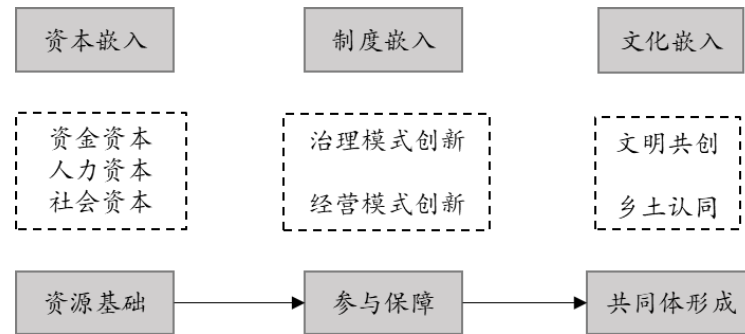 资本嵌入
制度嵌入
文化嵌入
资金资本
人力资本
社会资本
治理模式创新
经营模式创新
文明共创
乡土认同
资源基础
参与保障
共同体形成